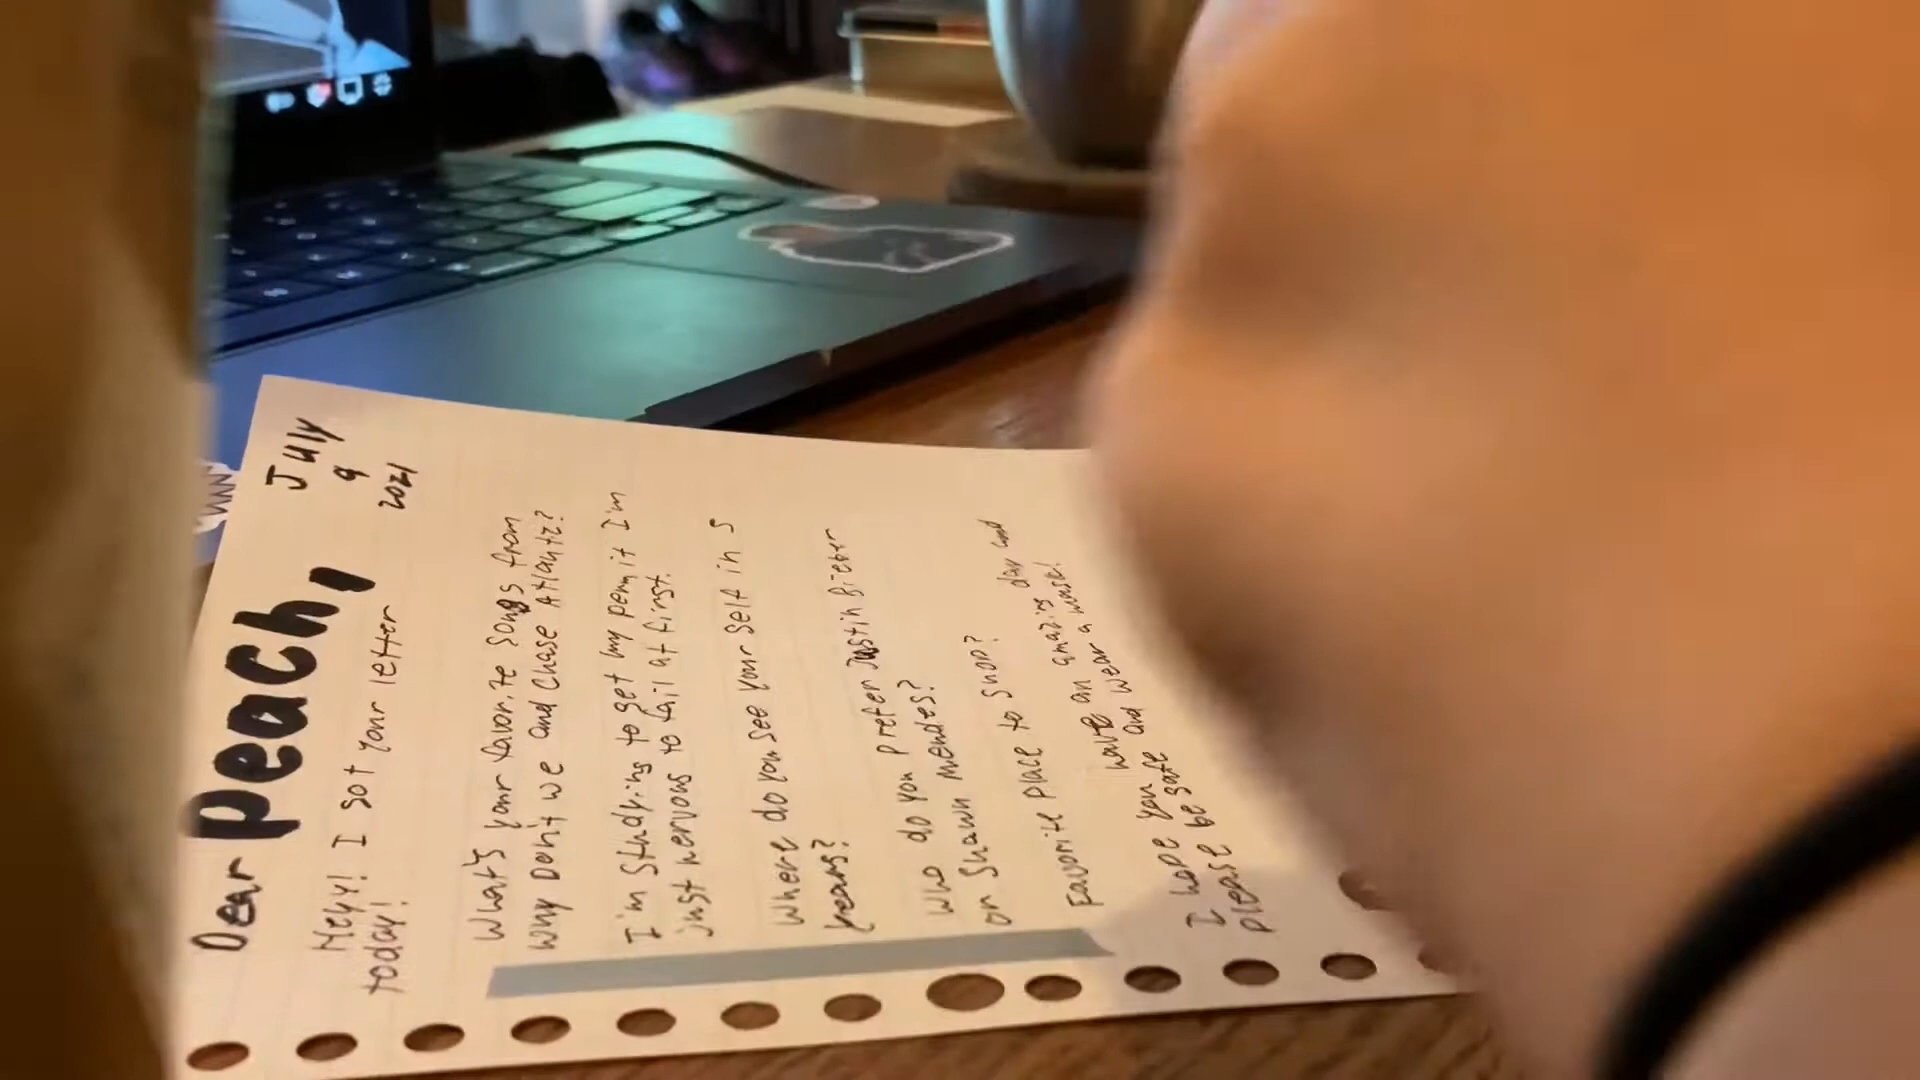 July
9
2021
Dear Peach,
Hey! I got your letter
today!
What's your favorite songs from
why Don't we and Chase Atlantic?
I'm studying to get my permit I'm
just nervous to fail at first.
Where do you see your self in 5
years?
Who do you prefer Justin Bieber
or Shawn Mendes?
Favorite place to shop?
I hope you have an amazing day and
please be safe and wear a mask!